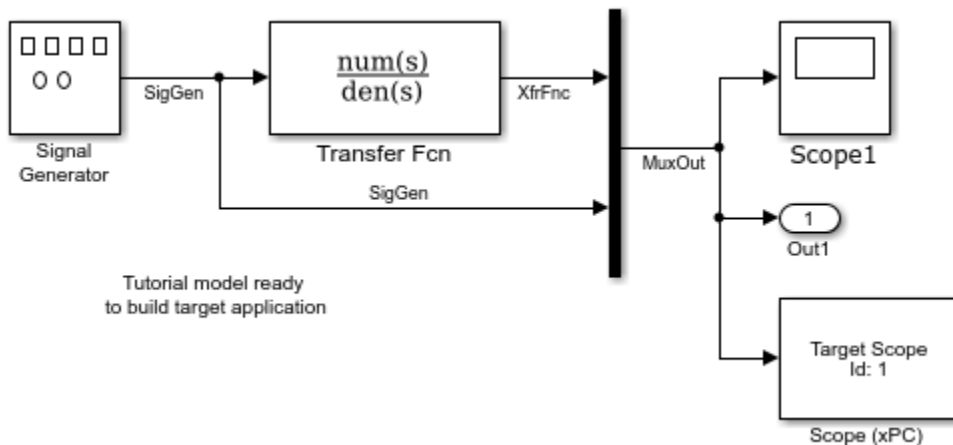 num(s)
den(s)
SigGen
XfrFnc
Signal
Generator
Transfer Fcn
SigGen
MuxOut
Scope1
1
Out1
Tutorial model ready
to build target application
Target Scope
Id: 1
Scope (xPC)